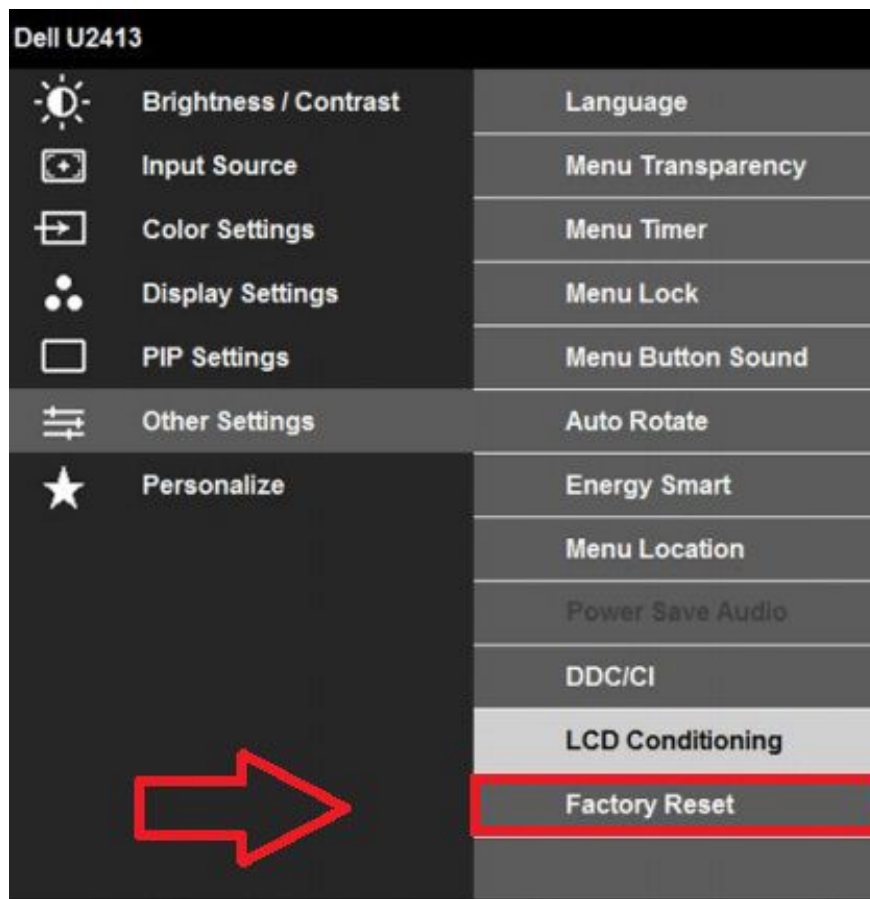 Dell U2413
Brightness / Contrast
Input Source
Color Settings
Display Settings
PIP Settings
Other Settings
Personalize
Language
Menu Transparency
Menu Timer
Menu Lock
Menu Button Sound
Auto Rotate
Energy Smart
Menu Location
Power Save Audio
DDC/CI
LCD Conditioning
Factory Reset